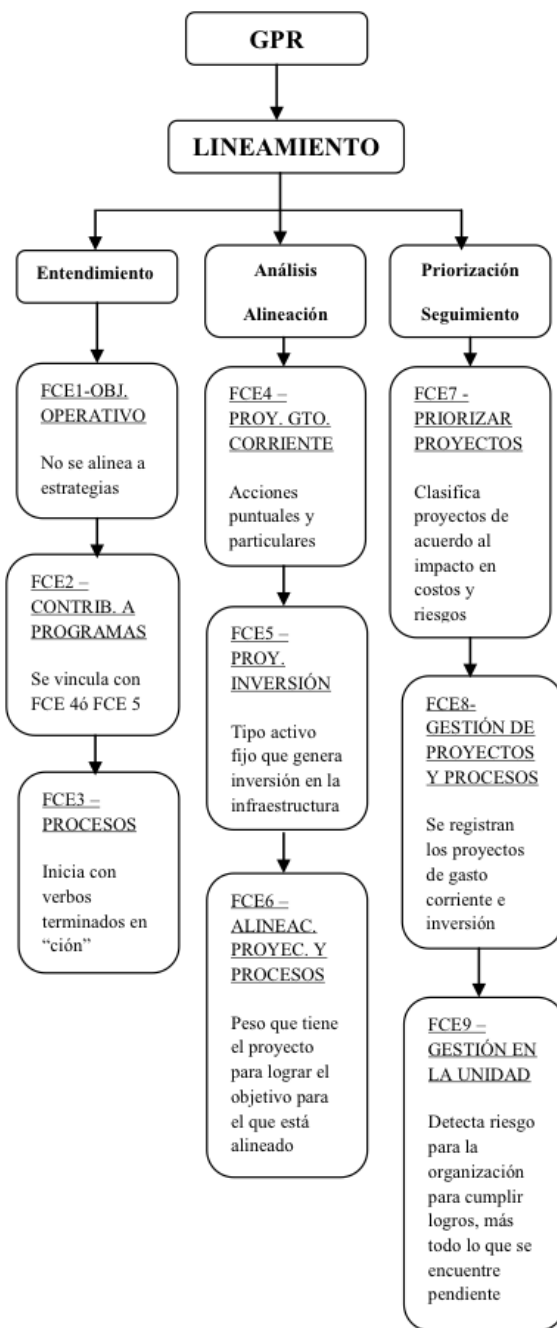 GPR
LINEAMIENTO
Entendimiento
FCE1-OBJ.
OPERATIVO
No se alinea a
estrategias
FCE2 –
CONTRIB. A
PROGRAMAS
Se vincula con
FCE 4ó FCE 5
FCE3 –
PROCESOS
Inicia con
verbos
terminados en
“ción”
Análisis
Alineación
FCE4 –
PROY. GTO.
CORRIENTE
Acciones
puntuales y
particulares
FCE5 –
PROY.
INVERSIÓN
Tipo activo
fijo que genera
inversión en la
infraestructura
FCE6 –
ALINEAC.
PROYEC. Y
PROCESOS
Peso que tiene
el proyecto
para lograr el
objetivo para
el que está
alineado
Priorización
Seguimiento
FCE7 -
PRIORIZAR
PROYECTOS
Clasifica
proyectos de
acuerdo al
impacto en
costos y
riesgos
FCE8-
GESTIÓN DE
PROYECTOS
Y PROCESOS
Se registran
los proyectos
de gasto
corriente e
inversión
FCE9 –
GESTIÓN EN
LA UNIDAD
Detecta riesgo
para la
organización
para cumplir
logros, más
todo lo que se
encuentre
pendiente